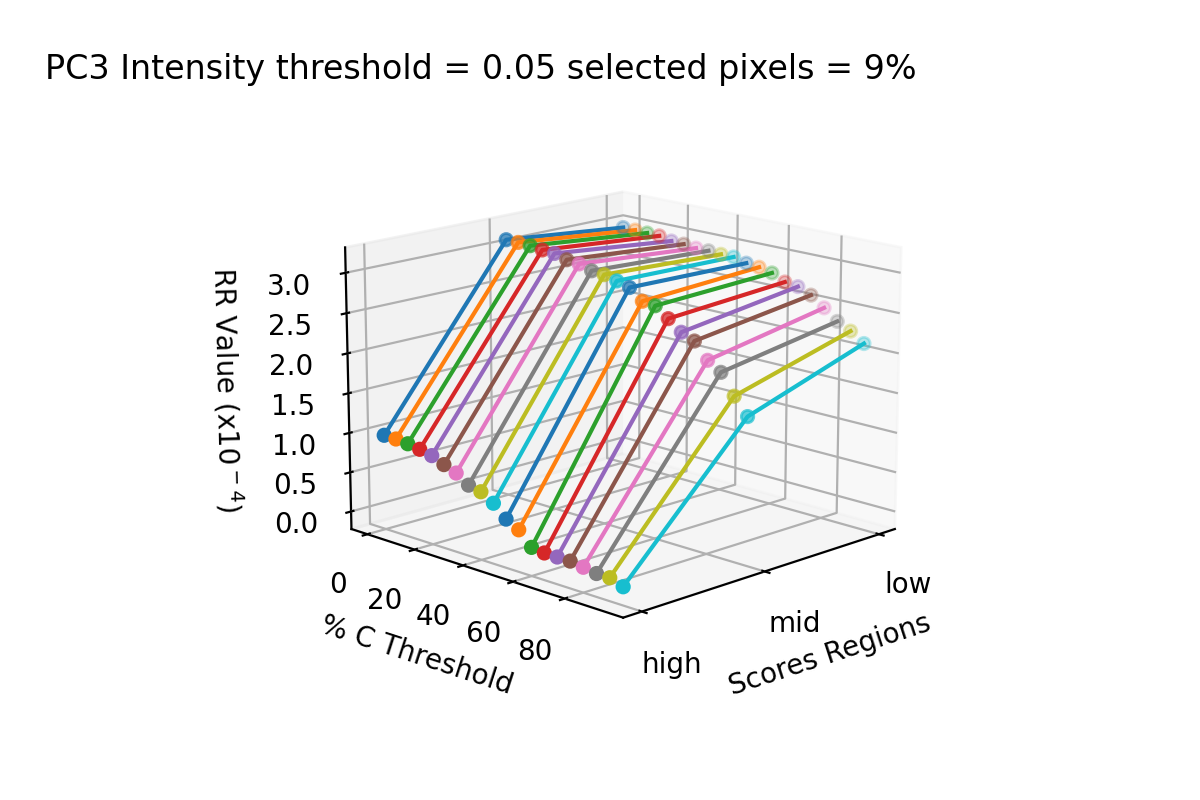 PC3 Intensity threshold = 0.05 selected pixels = 9%
RR Value (x10⁻⁴)
3.0
2.5
2.0
1.5
1.0
0.5
0.0
0
20
40
60
80
% C Threshold
high
mid
low
Scores Regions